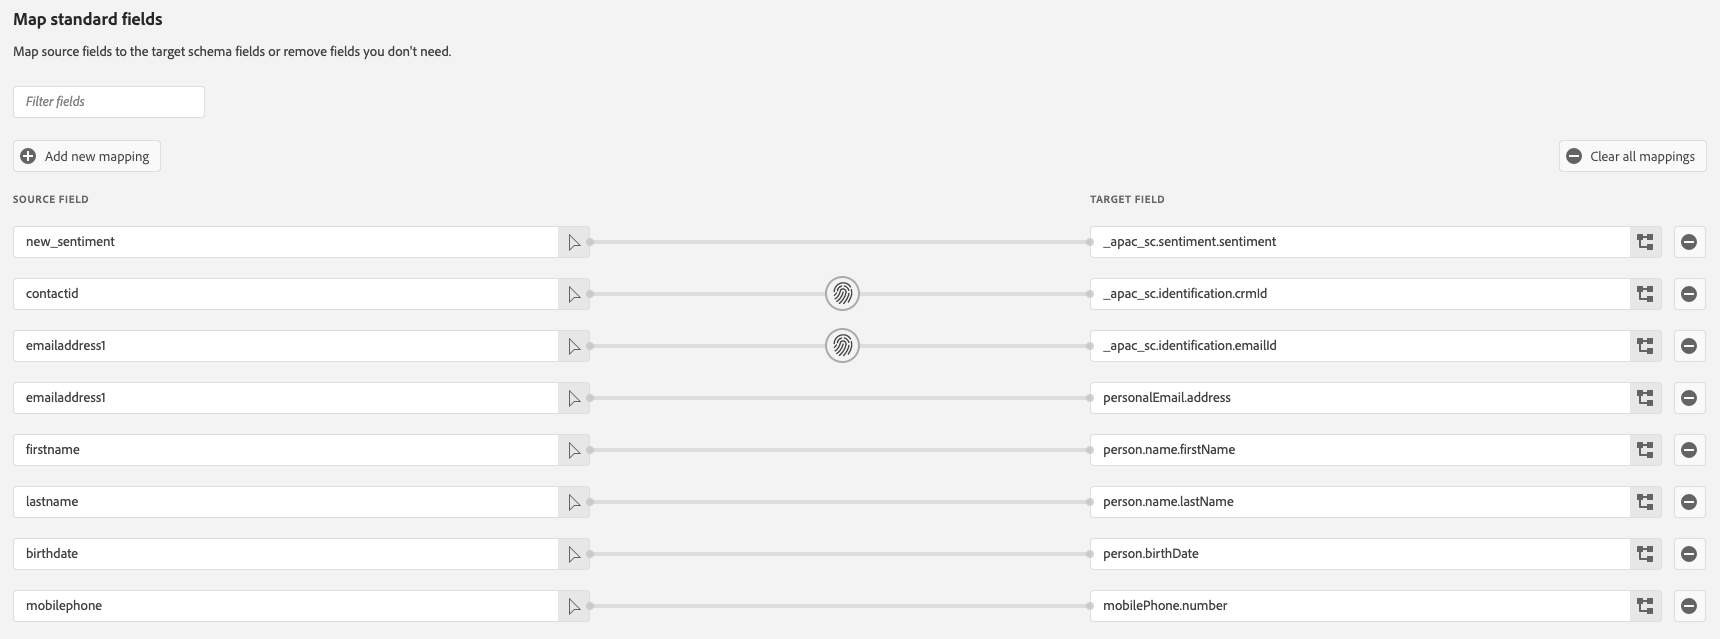 Map standard fields
Map source fields to the target schema fields or remove fields you don't need.
Filter fields
Add new mapping
Clear all mappings
SOURCE FIELD
TARGET FIELD
new_sentiment
_apac_sc.sentiment.sentiment
contactid
_apac_sc.identification.crmId
emailaddress1
_apac_sc.identification.emailId
emailaddress1
personalEmail.address
firstname
person.name.firstName
lastname
person.name.lastName
birthdate
person.birthDate
mobilephone
mobilePhone.number